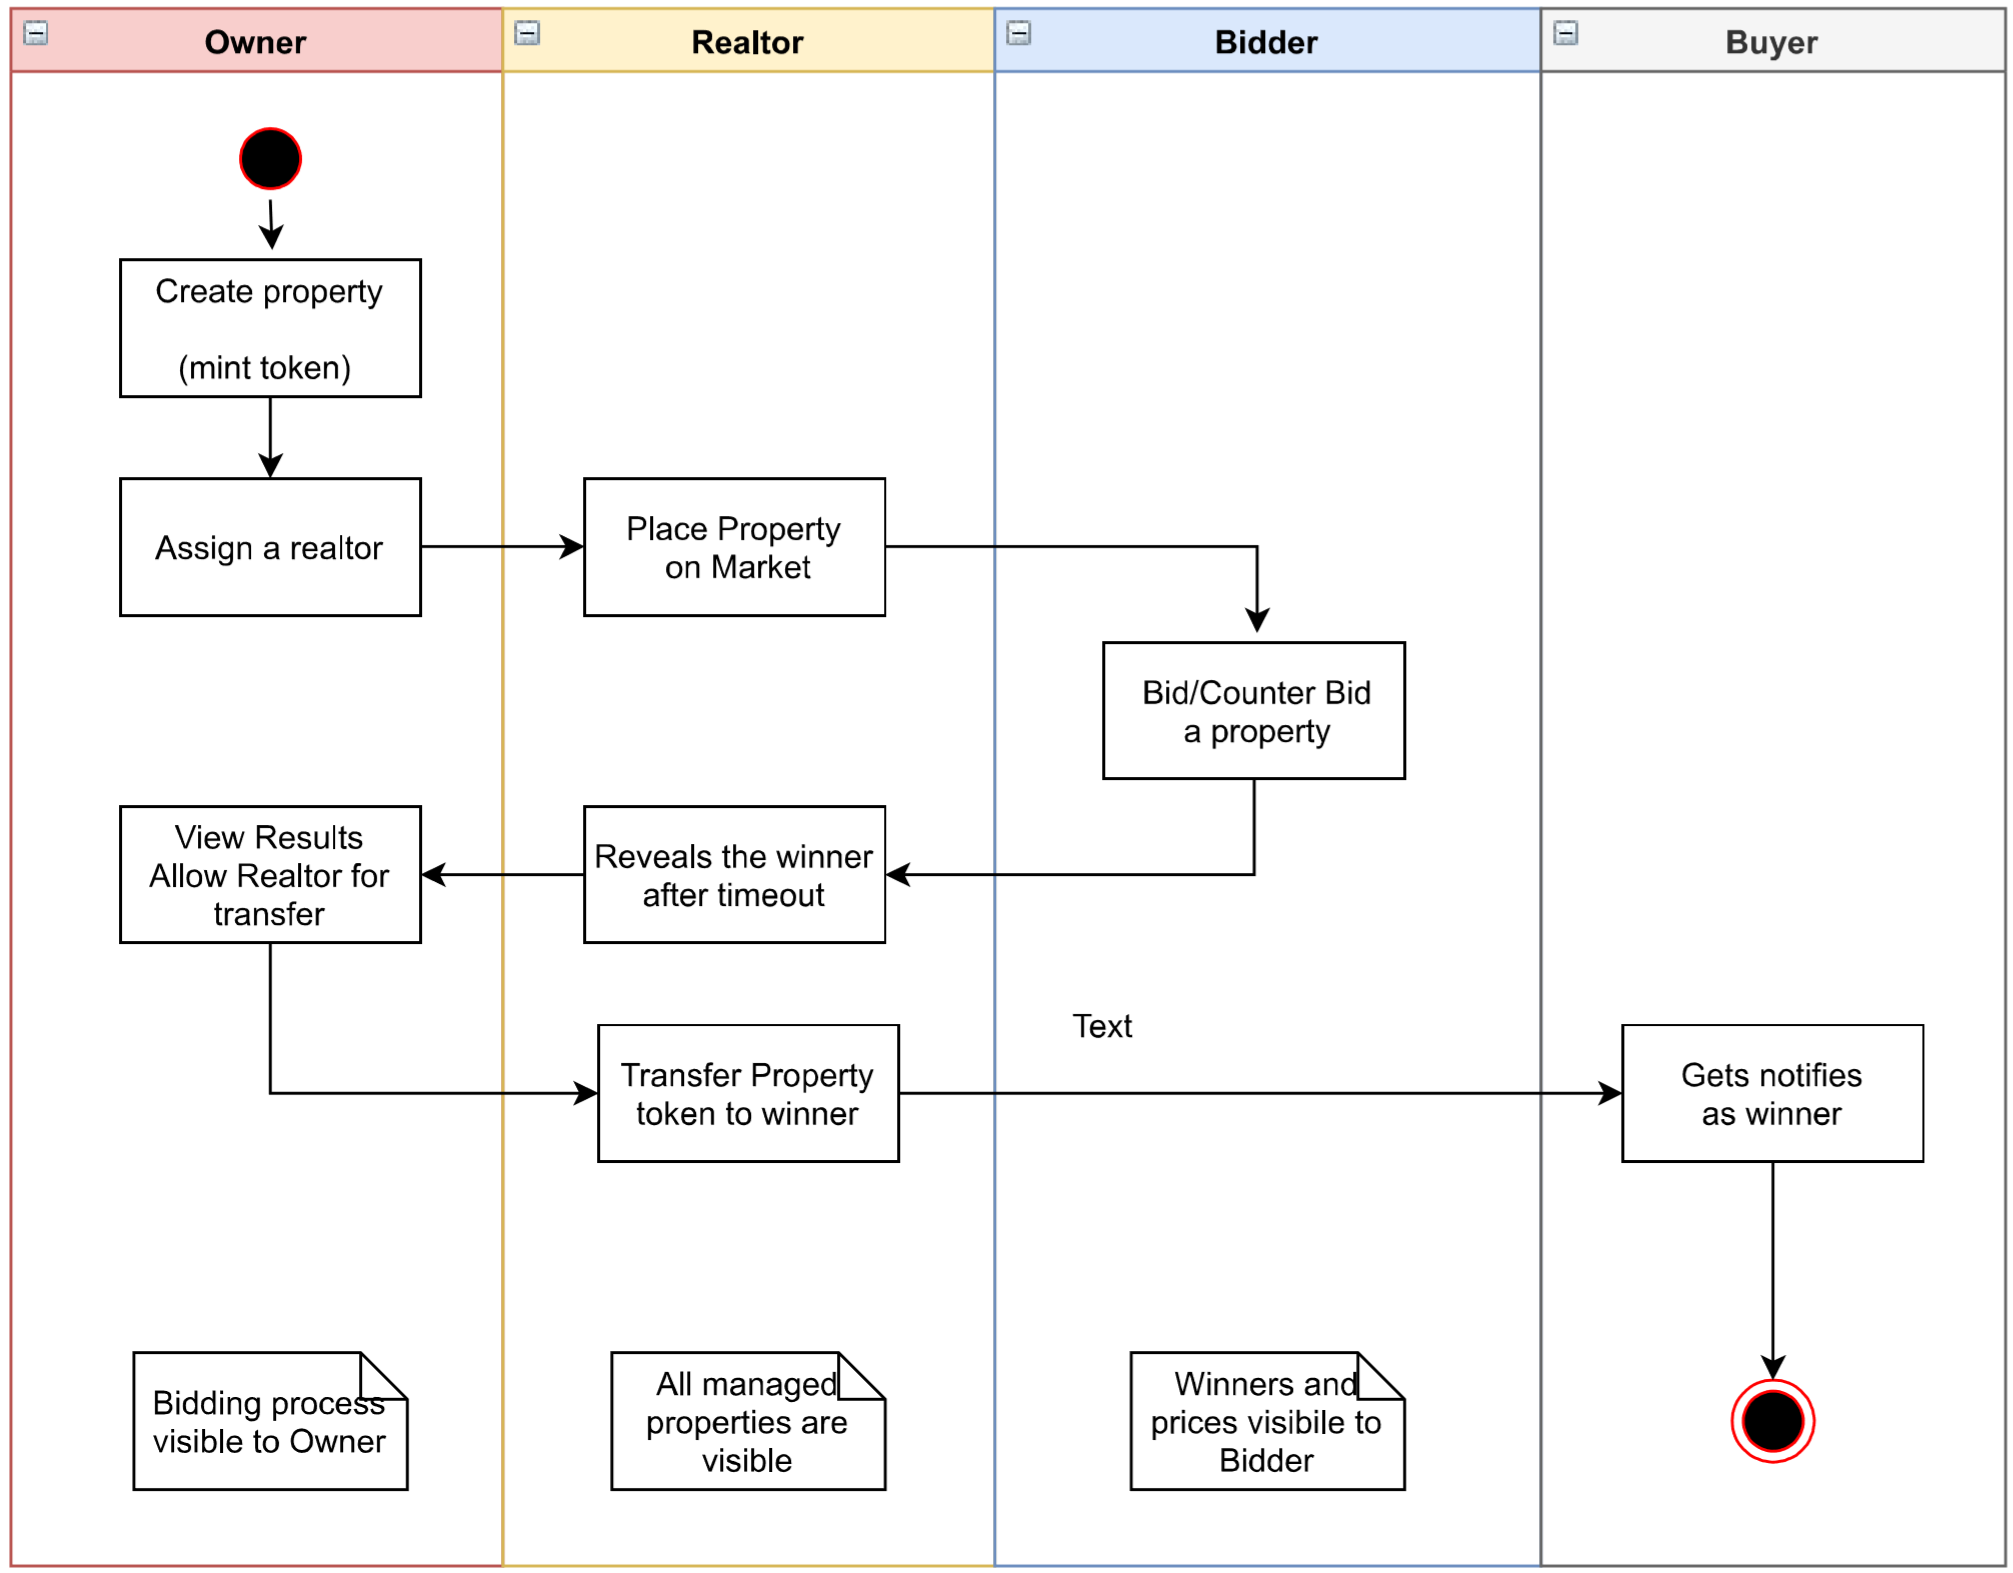 Owner
Realtor
Bidder
Buyer
Create property
(mint token)
Assign a realtor
Place Property
on Market
Bid/Counter Bid
a property
View Results
Allow Realtor for
transfer
Reveals the winner
after timeout
Text
Transfer Property
token to winner
Gets notifies
as winner
Bidding process
visible to Owner
All managed
properties are
visible
Winners and
prices visibile to
Bidder